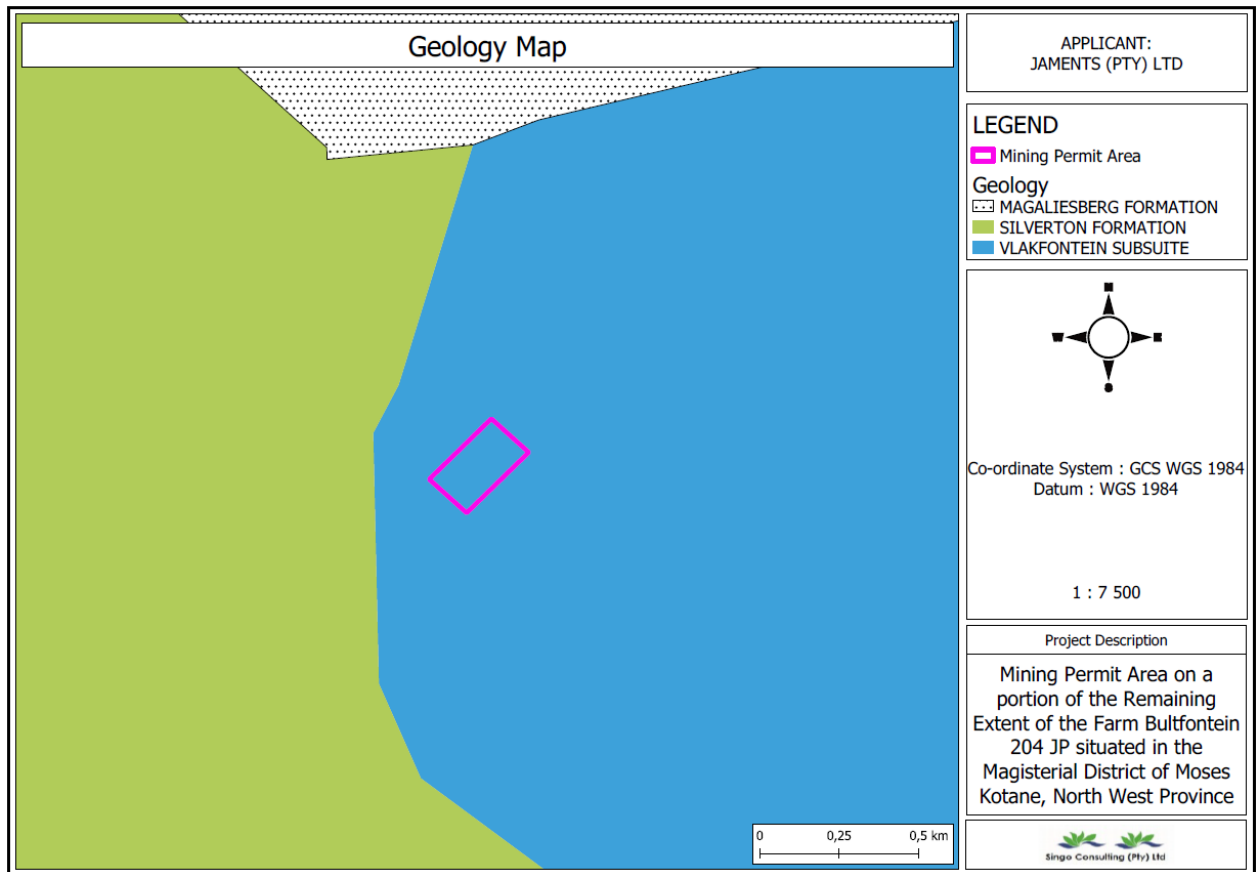 Geology Map
APPLICANT:
JAMENTS (PTY) LTD
LEGEND
Mining Permit Area
Geology
MAGALIESBERG FORMATION
SILVERTON FORMATION
VLAKFONTEIN SUBSUITE
N
W E
S
Co-ordinate System : GCS WGS 1984
Datum : WGS 1984
1 : 7 500
Project Description
Mining Permit Area on a
portion of the Remaining
Extent of the Farm Bultfontein
204 JP situated in the
Magisterial District of Moses
Kotane, North West Province
0 0,25 0,5 km
Singo Consulting (Pty) Ltd